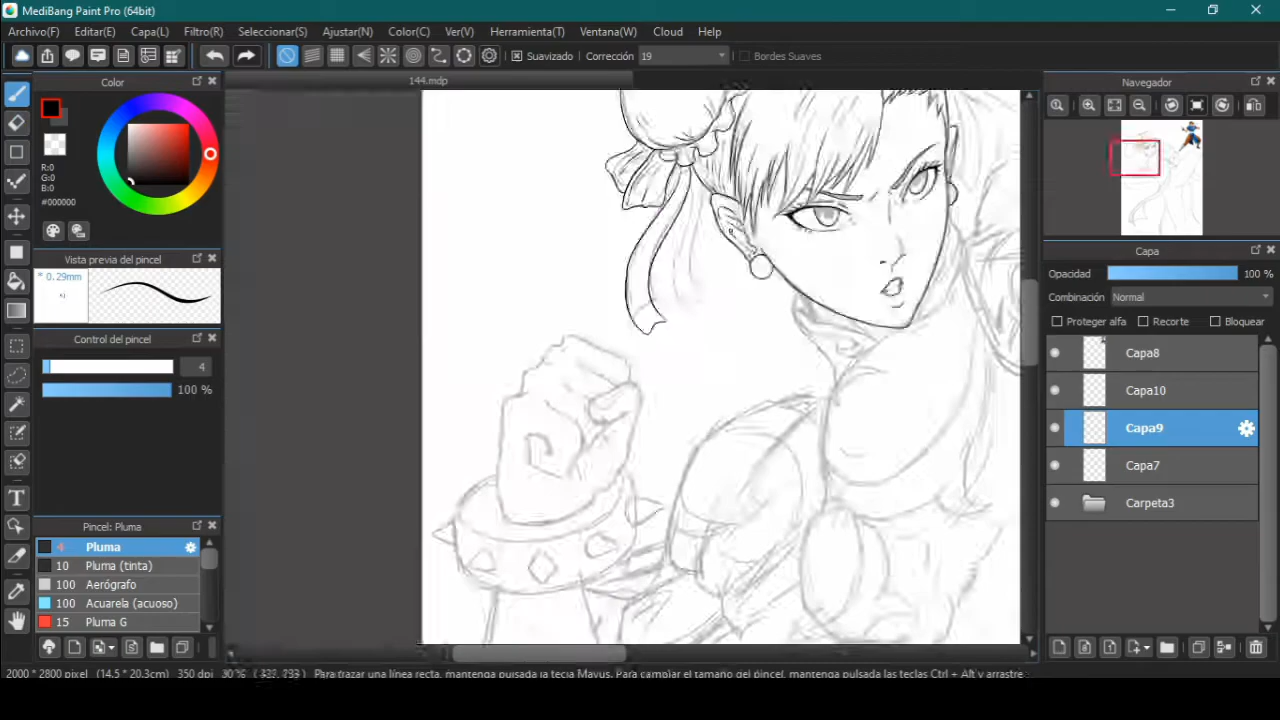 MediBang Paint Pro (64bit)
Archivo(F) Editar(E) Capa(L) Filtro(R) Seleccionar(S) Ajustar(N) Color(C) Ver(V) Herramienta(T) Ventana(W) Cloud Help
Suavizado Corrección 19 Bordes Suaves
Color
144.mdp
Navegador
R:0
G:0
B:0
#000000
Vista previa del pincel
* 0.29mm
Control del pincel
4
100 %
Pincel: Pluma
4 Pluma
10 Pluma (tinta)
100 Aerógrafo
100 Acuarela (acuoso)
15 Pluma G
Capa
Opacidad 100 %
Combinación Normal
Proteger alfa Recorte Bloquear
Capa8
Capa10
Capa9
Capa7
Carpeta3
2000 * 2800 pixel (14.5 * 20.3cm) 350 dpi Para trazar una línea recta, mantenga pulsada la tecla Mayus. Para cambiar el tamaño del pincel, mantenga pulsadas las teclas Ctrl + Alt y arrastre